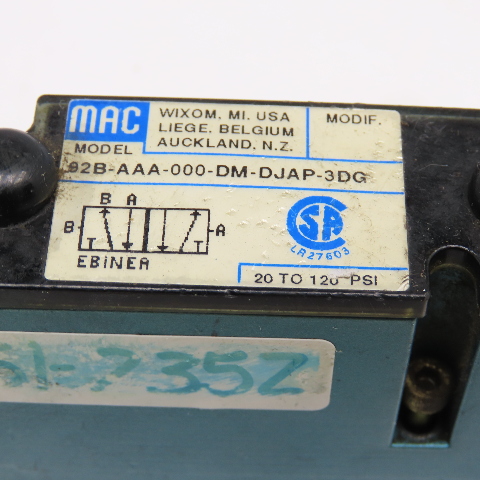 MAC
WIXOM, MI. USA
LIEGE, BELGIUM
AUCKLAND, N.Z.
MODIF.
MODEL
92B-AAA-000-DM-DJAP-3DG
B A
B A
T T
EBINEA
SA
LR27603
20 TO 120 PSI